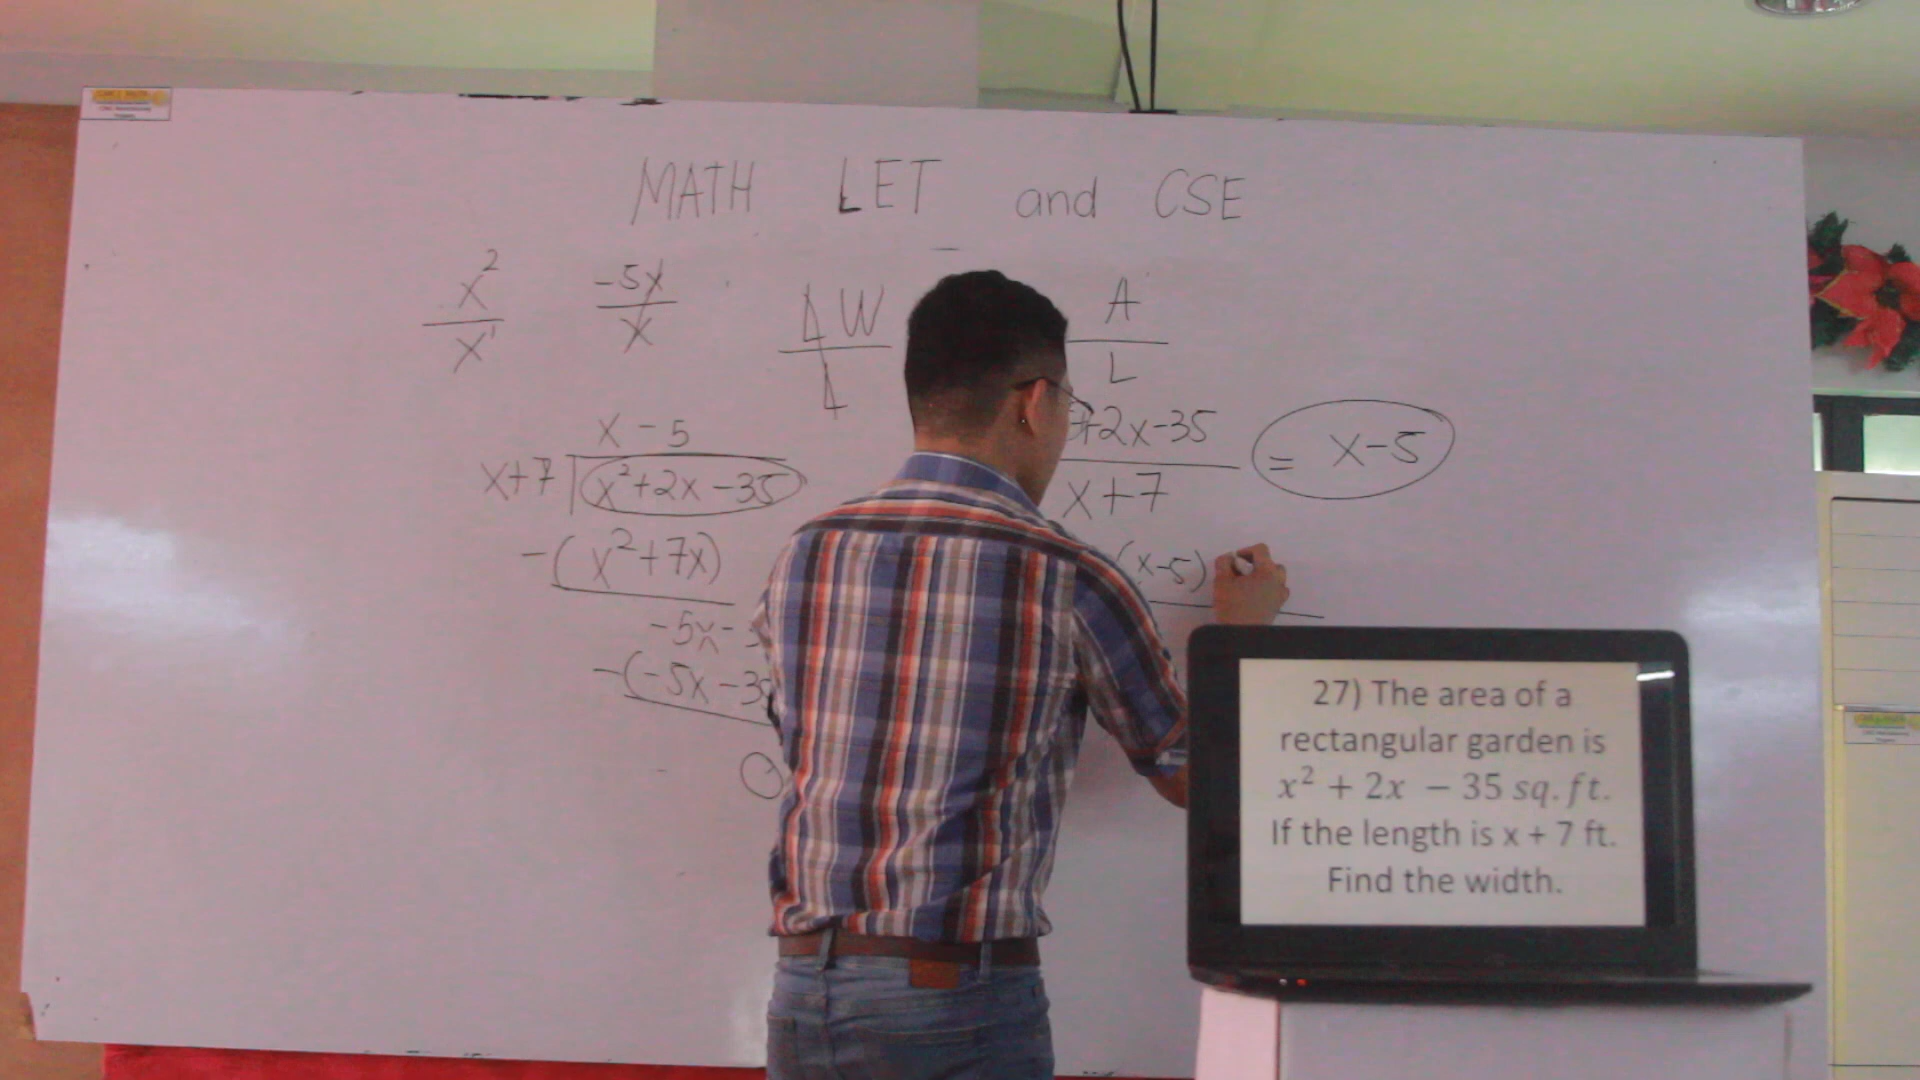 MATH LET and CSE
x² -5x LW A
x¹ x L L
x - 5
x+7 x²+2x-35
+2x-35 = x-5
x+7
-(x²+7x)
(x-5)
-5x-
-(-5x-35
0
27) The area of a
rectangular garden is
x² + 2x − 35 sq. ft.
If the length is x + 7 ft.
Find the width.